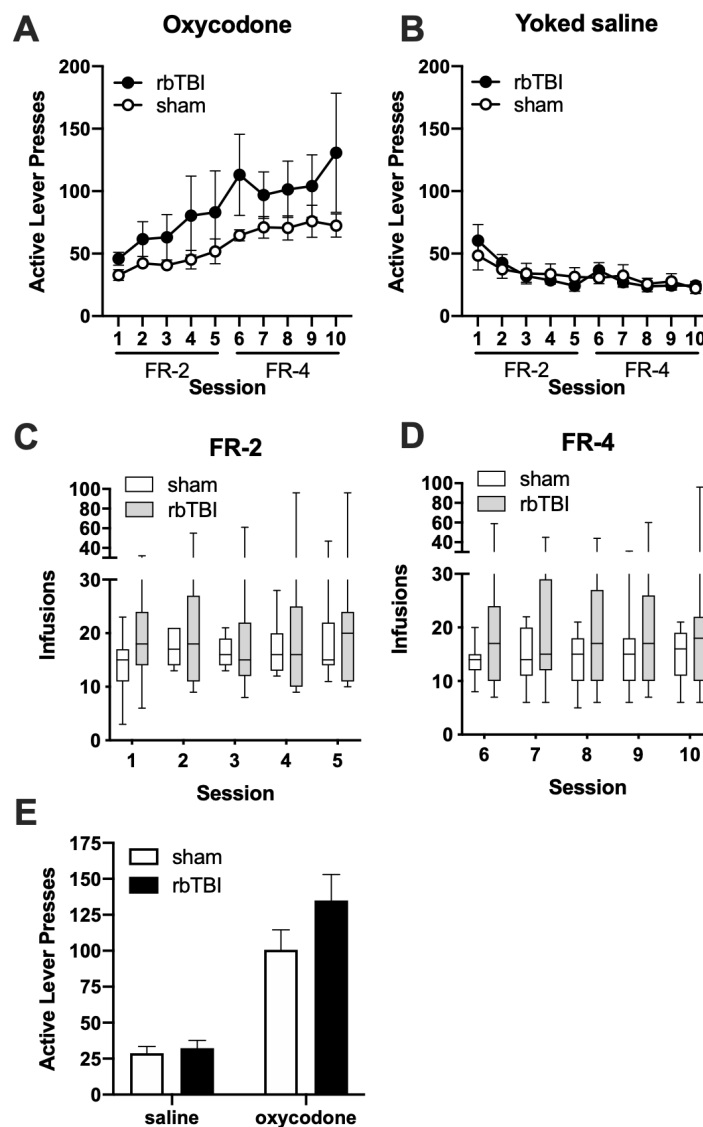 A
Oxycodone
200
150
100
50
0
Active Lever Presses
rbTBI
sham
1 2 3 4 5 6 7 8 9 10
FR-2 FR-4
Session
B
Yoked saline
200
150
100
50
0
Active Lever Presses
rbTBI
sham
1 2 3 4 5 6 7 8 9 10
FR-2 FR-4
Session
C
FR-2
sham
rbTBI
100
80
60
40
30
20
10
0
Infusions
1 2 3 4 5
Session
D
FR-4
sham
rbTBI
100
80
60
40
30
20
10
0
Infusions
6 7 8 9 10
Session
E
175
150
125
100
75
50
25
0
Active Lever Presses
sham
rbTBI
saline oxycodone